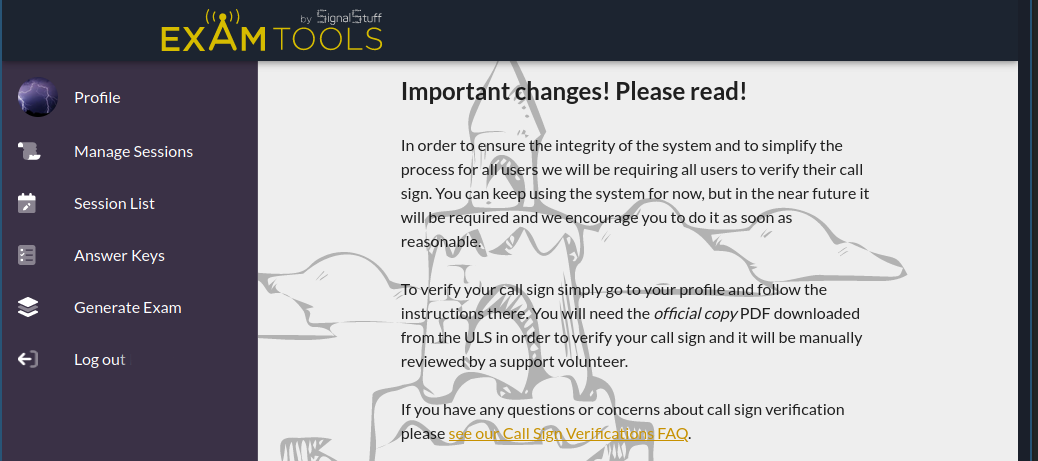 by SignalStuff
EXAMTOOLS
Profile
Manage Sessions
Session List
Answer Keys
Generate Exam
Log out
Important changes! Please read!
In order to ensure the integrity of the system and to simplify the
process for all users we will be requiring all users to verify their call
sign. You can keep using the system for now, but in the near future it
will be required and we encourage you to do it as soon as
reasonable.
To verify your call sign simply go to your profile and follow the
instructions there. You will need the official copy PDF downloaded
from the ULS in order to verify your call sign and it will be manually
reviewed by a support volunteer.
If you have any questions or concerns about call sign verification
please see our Call Sign Verifications FAQ.